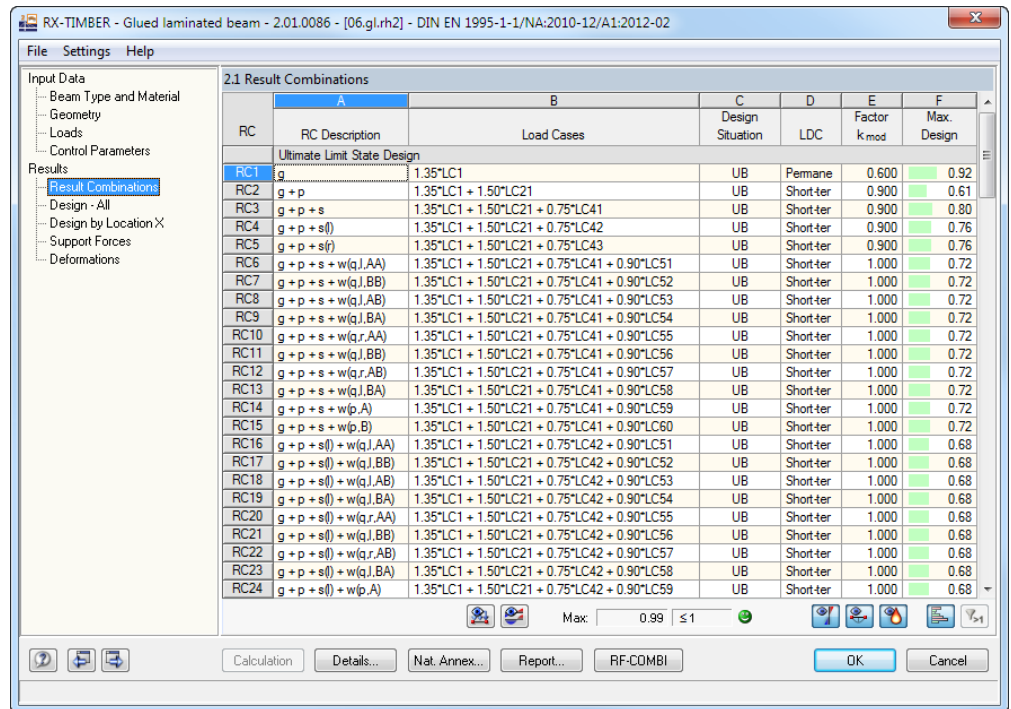 RX-TIMBER - Glued laminated beam - 2.01.0086 - [06.gl.rh2] - DIN EN 1995-1-1/NA:2010-12/A1:2012-02
File Settings Help
Input Data
Beam Type and Material
Geometry
Loads
Control Parameters
Results
Result Combinations
Design - All
Design by Location X
Support Forces
Deformations
2.1 Result Combinations
A B C D E F
Design Factor Max.
RC RC Description Load Cases Situation LDC k mod Design
Ultimate Limit State Design
RC1 g 1.35*LC1 UB Permane 0.600 0.92
RC2 g + p 1.35*LC1 + 1.50*LC21 UB Short-ter 0.900 0.61
RC3 g + p + s 1.35*LC1 + 1.50*LC21 + 0.75*LC41 UB Short-ter 0.900 0.80
RC4 g + p + s(l) 1.35*LC1 + 1.50*LC21 + 0.75*LC42 UB Short-ter 0.900 0.76
RC5 g + p + s(r) 1.35*LC1 + 1.50*LC21 + 0.75*LC43 UB Short-ter 0.900 0.76
RC6 g + p + s + w(q,l,AA) 1.35*LC1 + 1.50*LC21 + 0.75*LC41 + 0.90*LC51 UB Short-ter 1.000 0.72
RC7 g + p + s + w(q,l,BB) 1.35*LC1 + 1.50*LC21 + 0.75*LC41 + 0.90*LC52 UB Short-ter 1.000 0.72
RC8 g + p + s + w(q,l,AB) 1.35*LC1 + 1.50*LC21 + 0.75*LC41 + 0.90*LC53 UB Short-ter 1.000 0.72
RC9 g + p + s + w(q,l,BA) 1.35*LC1 + 1.50*LC21 + 0.75*LC41 + 0.90*LC54 UB Short-ter 1.000 0.72
RC10 g + p + s + w(q,r,AA) 1.35*LC1 + 1.50*LC21 + 0.75*LC41 + 0.90*LC55 UB Short-ter 1.000 0.72
RC11 g + p + s + w(q,l,BB) 1.35*LC1 + 1.50*LC21 + 0.75*LC41 + 0.90*LC56 UB Short-ter 1.000 0.72
RC12 g + p + s + w(q,r,AB) 1.35*LC1 + 1.50*LC21 + 0.75*LC41 + 0.90*LC57 UB Short-ter 1.000 0.72
RC13 g + p + s + w(q,l,BA) 1.35*LC1 + 1.50*LC21 + 0.75*LC41 + 0.90*LC58 UB Short-ter 1.000 0.72
RC14 g + p + s + w(p,A) 1.35*LC1 + 1.50*LC21 + 0.75*LC41 + 0.90*LC59 UB Short-ter 1.000 0.72
RC15 g + p + s + w(p,B) 1.35*LC1 + 1.50*LC21 + 0.75*LC41 + 0.90*LC60 UB Short-ter 1.000 0.72
RC16 g + p + s(l) + w(q,l,AA) 1.35*LC1 + 1.50*LC21 + 0.75*LC42 + 0.90*LC51 UB Short-ter 1.000 0.68
RC17 g + p + s(l) + w(q,l,BB) 1.35*LC1 + 1.50*LC21 + 0.75*LC42 + 0.90*LC52 UB Short-ter 1.000 0.68
RC18 g + p + s(l) + w(q,l,AB) 1.35*LC1 + 1.50*LC21 + 0.75*LC42 + 0.90*LC53 UB Short-ter 1.000 0.68
RC19 g + p + s(l) + w(q,l,BA) 1.35*LC1 + 1.50*LC21 + 0.75*LC42 + 0.90*LC54 UB Short-ter 1.000 0.68
RC20 g + p + s(l) + w(q,r,AA) 1.35*LC1 + 1.50*LC21 + 0.75*LC42 + 0.90*LC55 UB Short-ter 1.000 0.68
RC21 g + p + s(l) + w(q,l,BB) 1.35*LC1 + 1.50*LC21 + 0.75*LC42 + 0.90*LC56 UB Short-ter 1.000 0.68
RC22 g + p + s(l) + w(q,r,AB) 1.35*LC1 + 1.50*LC21 + 0.75*LC42 + 0.90*LC57 UB Short-ter 1.000 0.68
RC23 g + p + s(l) + w(q,l,BA) 1.35*LC1 + 1.50*LC21 + 0.75*LC42 + 0.90*LC58 UB Short-ter 1.000 0.68
RC24 g + p + s(l) + w(p,A) 1.35*LC1 + 1.50*LC21 + 0.75*LC42 + 0.90*LC59 UB Short-ter 1.000 0.68
Max: 0.99 ≤1 >1
Calculation Details... Nat. Annex... Report... RF-COMBI OK Cancel